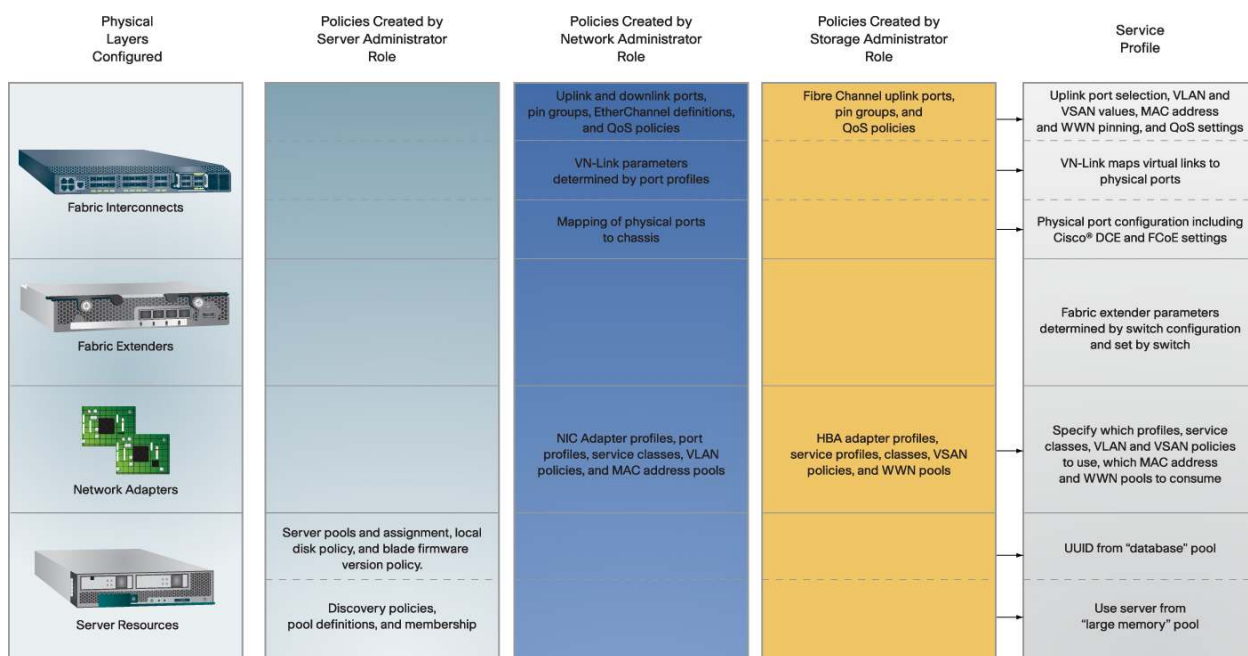 Physical
Layers
Configured
Policies Created by
Server Administrator
Role
Policies Created by
Network Administrator
Role
Policies Created by
Storage Administrator
Role
Service
Profile
Fabric Interconnects
Uplink and downlink ports,
pin groups, EtherChannel definitions,
and QoS policies
Fibre Channel uplink ports,
pin groups, and
QoS policies
Uplink port selection, VLAN and
VSAN values, MAC address
and WWN pinning, and QoS settings
VN-Link parameters
determined by port profiles
VN-Link maps virtual links to
physical ports
Mapping of physical ports
to chassis
Physical port configuration including
Cisco® DCE and FCoE settings
Fabric Extenders
Fabric extender parameters
determined by switch configuration
and set by switch
Network Adapters
NIC Adapter profiles, port
profiles, service classes, VLAN
policies, and MAC address pools
HBA adapter profiles,
service profiles, classes, VSAN
policies, and WWN pools
Specify which profiles, service
classes, VLAN and VSAN policies
to use, which MAC address
and WWN pools to consume
Server Resources
Server pools and assignment, local
disk policy, and blade firmware
version policy.
UUID from “database” pool
Discovery policies,
pool definitions, and membership
Use server from
“large memory” pool